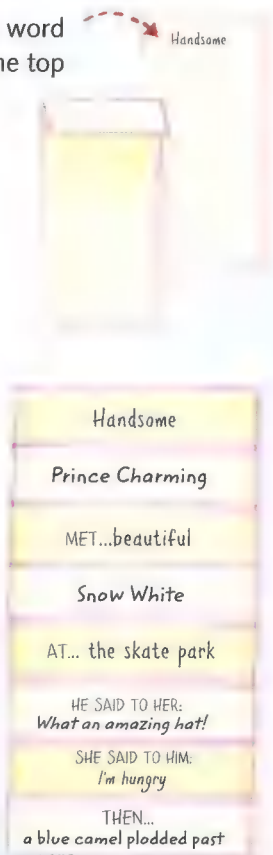 word
ne top
Handsome
Handsome
Prince Charming
MET...beautiful
Snow White
AT... the skate park
HE SAID TO HER:
What an amazing hat!
SHE SAID TO HIM:
I'm hungry
THEN...
a blue camel plodded past